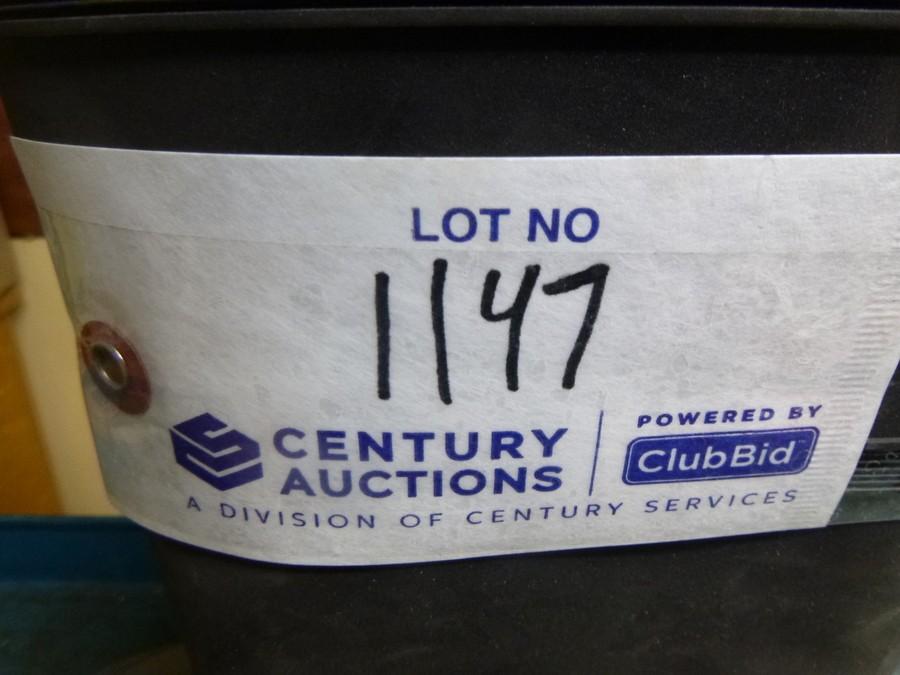 LOT NO
1147
CENTURY AUCTIONS
A DIVISION OF CENTURY SERVICES
POWERED BY
ClubBid